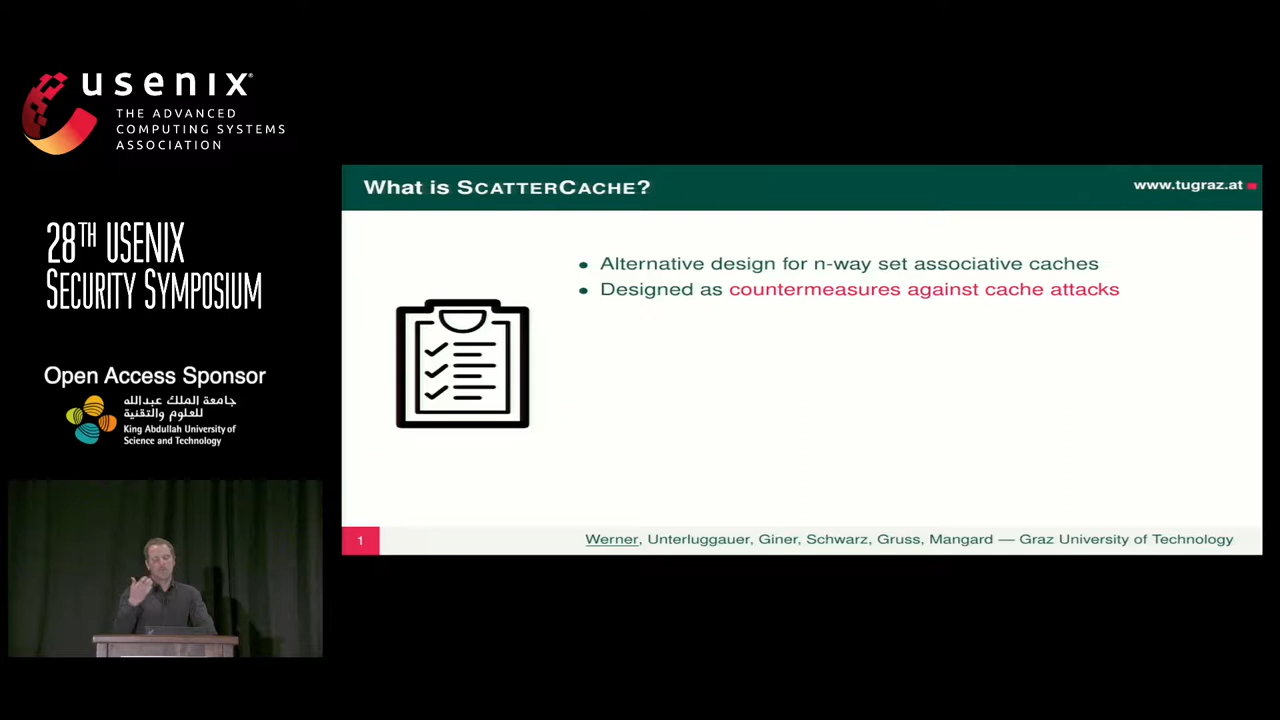 usenix
THE ADVANCED
COMPUTING SYSTEMS
ASSOCIATION
28TH USENIX
SECURITY SYMPOSIUM
Open Access Sponsor
جامعة الملك عبدالله
للعلوم والتقنية
King Abdullah University of
Science and Technology
What is SCATTERCACHE?
www.tugraz.at
• Alternative design for n-way set associative caches
• Designed as countermeasures against cache attacks
1
Werner, Unterluggauer, Giner, Schwarz, Gruss, Mangard — Graz University of Technology